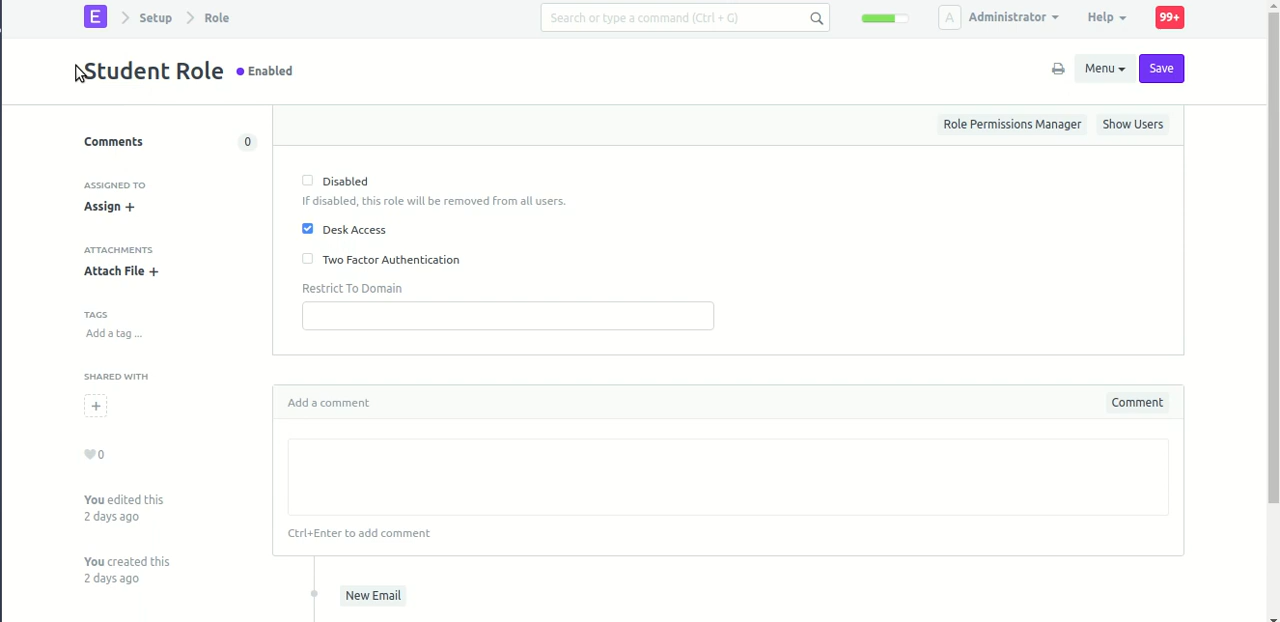 E Setup Role Search or type a command (Ctrl + G) A Administrator Help 99+
Student Role Enabled Menu Save
Role Permissions Manager Show Users
Comments 0
ASSIGNED TO
Assign +
ATTACHMENTS
Attach File +
TAGS
Add a tag ...
SHARED WITH
+
0
You edited this
2 days ago
You created this
2 days ago
Disabled
If disabled, this role will be removed from all users.
Desk Access
Two Factor Authentication
Restrict To Domain
Add a comment Comment
Ctrl+Enter to add comment
New Email